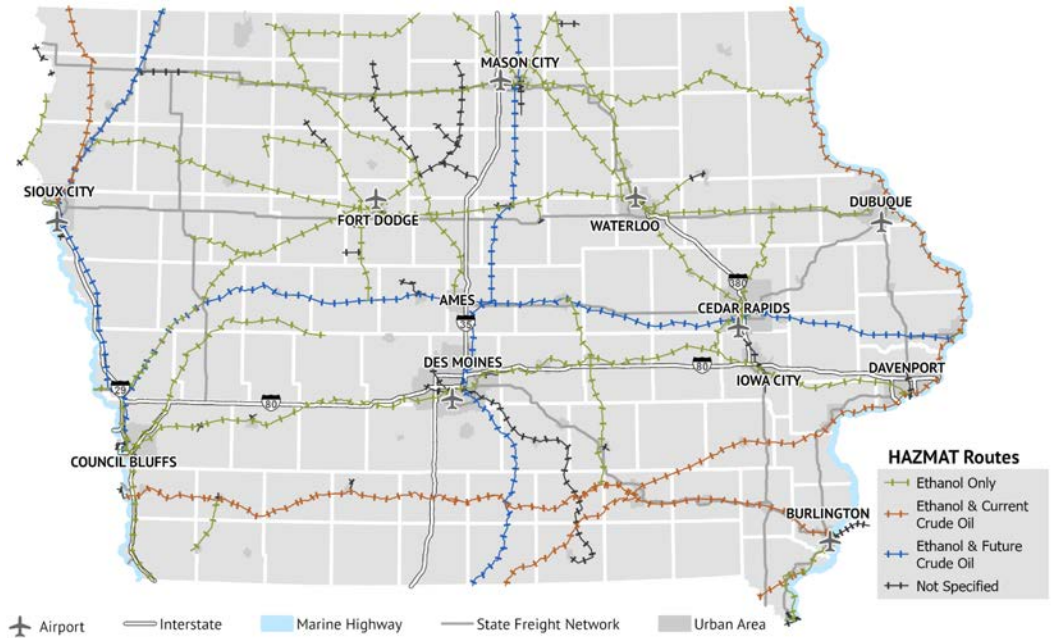 MASON CITY
SIOUX CITY
FORT DODGE
WATERLOO
DUBUQUE
AMES
380
CEDAR RAPIDS
35
DES MOINES
80
IOWA CITY
DAVENPORT
29
80
COUNCIL BLUFFS
BURLINGTON
HAZMAT Routes
Ethanol Only
Ethanol & Current
Crude Oil
Ethanol & Future
Crude Oil
Not Specified
Airport
Interstate
Marine Highway
State Freight Network
Urban Area